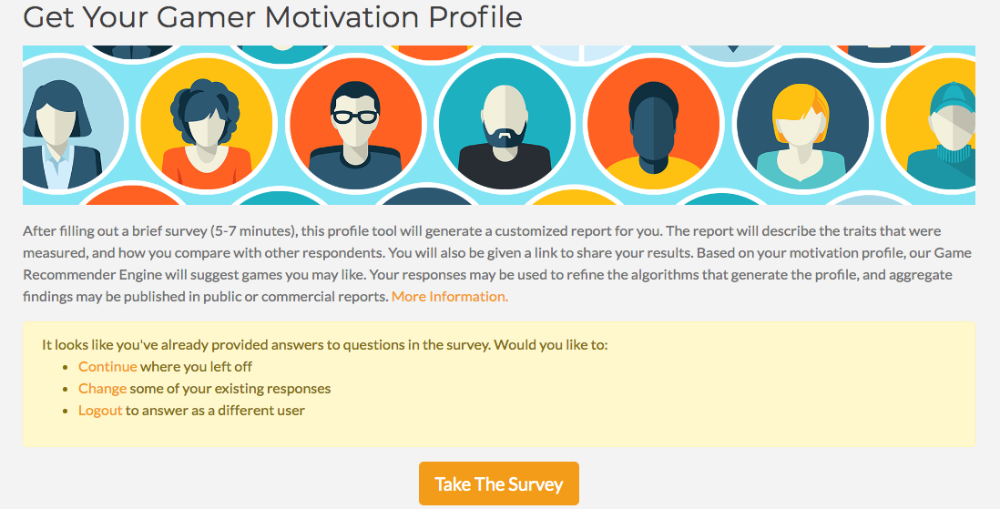 Get Your Gamer Motivation Profile
After filling out a brief survey (5-7 minutes), this profile tool will generate a customized report for you. The report will describe the traits that were
measured, and how you compare with other respondents. You will also be given a link to share your results. Based on your motivation profile, our Game
Recommender Engine will suggest games you may like. Your responses may be used to refine the algorithms that generate the profile, and aggregate
findings may be published in public or commercial reports. More Information.
It looks like you've already provided answers to questions in the survey. Would you like to:
• Continue where you left off
• Change some of your existing responses
• Logout to answer as a different user
Take The Survey